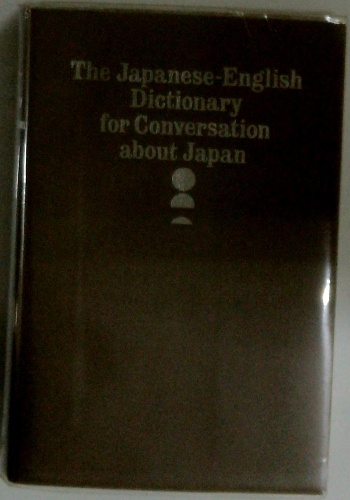 The Japanese-English
Dictionary
for Conversation
about Japan